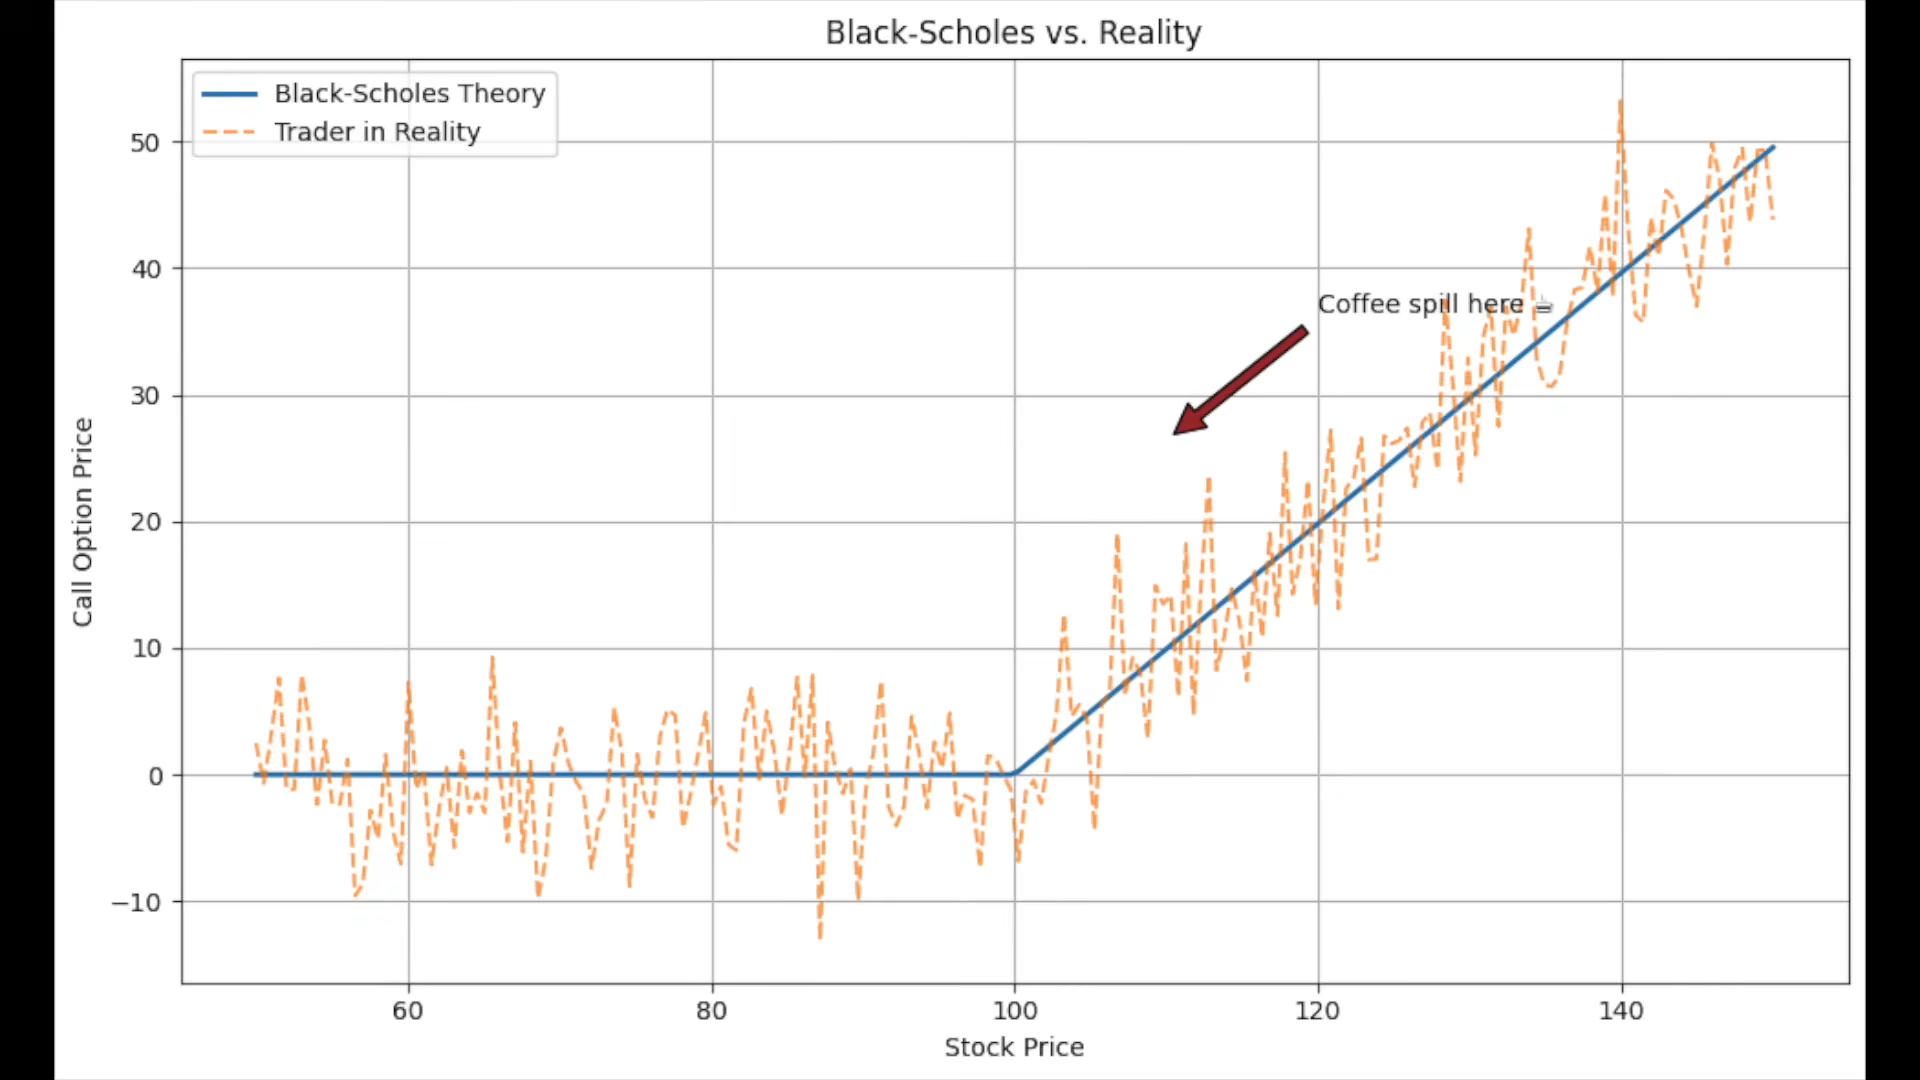 Black-Scholes vs. Reality
Black-Scholes Theory
Trader in Reality
50
40
30
20
10
0
−10
Call Option Price
Coffee spill here ☕
60 80 100 120 140
Stock Price